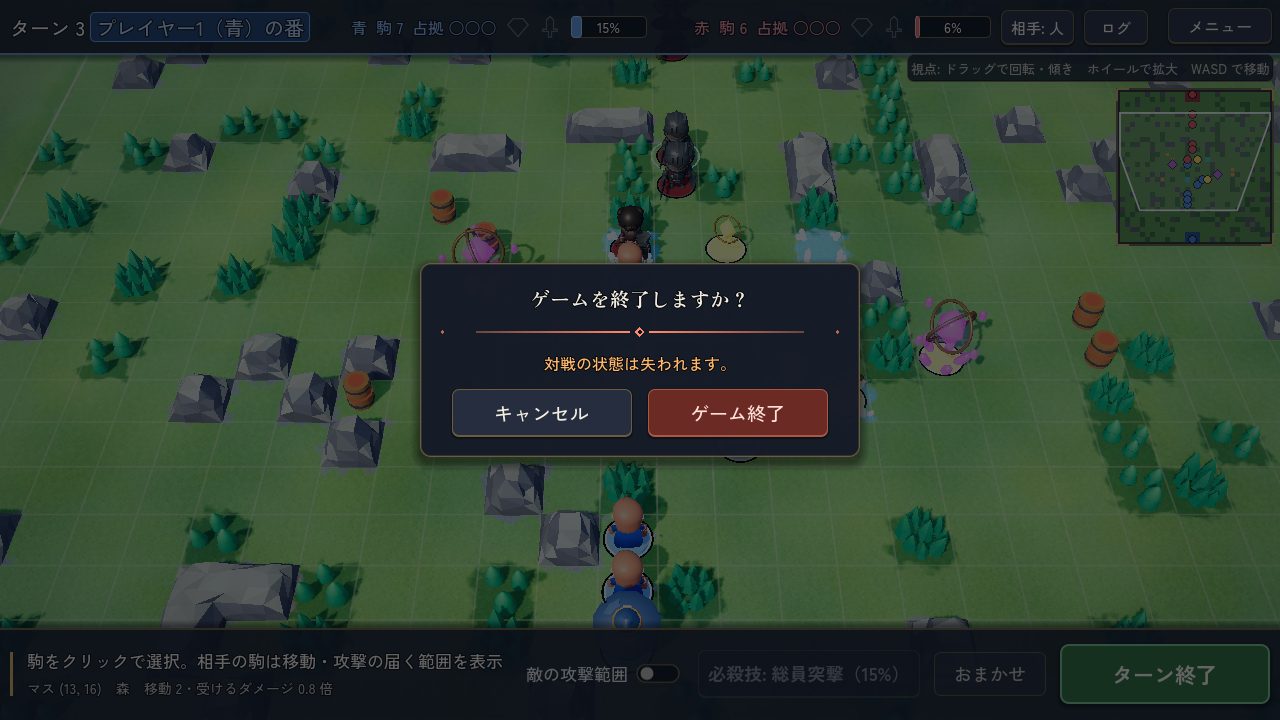 ターン 3 プレイヤー1（青）の番 青 駒 7 占拠 〇〇〇 15% 赤 駒 6 占拠 〇〇〇 6% 相手: 人 ログ メニュー
視点: ドラッグで回転・傾き ホイールで拡大 WASD で移動
ゲームを終了しますか？
対戦の状態は失われます。
キャンセル ゲーム終了
駒をクリックで選択。相手の駒は移動・攻撃の届く範囲を表示
マス (13, 16) 森 移動 2・受けるダメージ 0.8 倍
敵の攻撃範囲 必殺技: 総員突撃（15%） おまかせ ターン終了